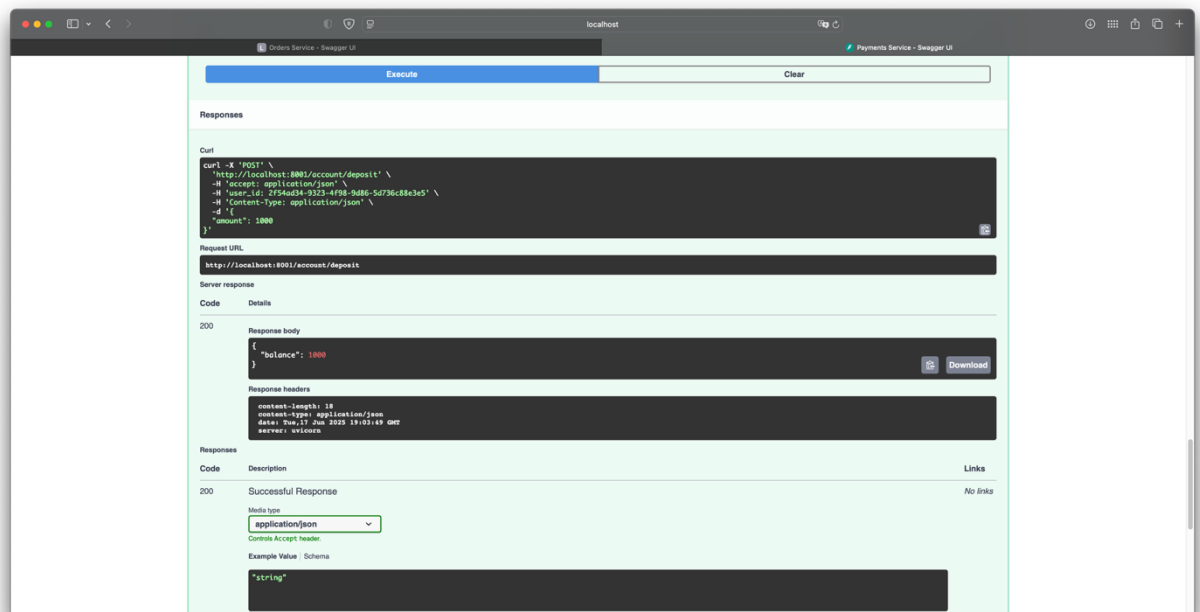 localhost
L Orders Service – Swagger UI
Payments Service – Swagger UI
Execute
Clear
Responses
Curl
curl -X 'POST' \
'http://localhost:8001/account/deposit' \
-H 'accept: application/json' \
-H 'user_id: 2f54ad34-9323-4f98-9d86-5d736c88e3e5' \
-H 'Content-Type: application/json' \
-d '{
"amount": 1000
}'
Request URL
http://localhost:8001/account/deposit
Server response
Code Details
200
Response body
{
"balance": 1000
}
Download
Response headers
content-length: 18
content-type: application/json
date: Tue,17 Jun 2025 19:03:49 GMT
server: uvicorn
Responses
Code Description Links
200 Successful Response No links
Media type
application/json
Controls Accept header.
Example Value Schema
"string"